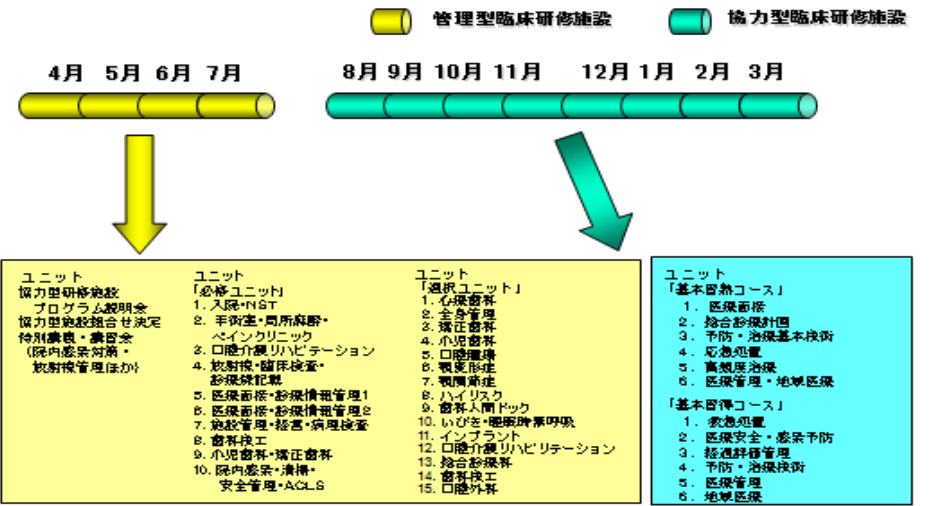 管理型臨床研修施設
協力型臨床研修施設
4月 5月 6月 7月
8月 9月 10月 11月 12月 1月 2月 3月
ユニット
協力型研修施設
プログラム説明会
協力型施設組合せ決定
特別講義・講習会
(院内感染対策・
放射線管理ほか)
ユニット
「必修ユニット」
1. 入院・NST
2. 手術室・局所麻酔・
ペインクリニック
3. 口腔介護リハビテーション
4. 放射線・臨床検査・
診療録記載
5. 医療面接・診療情報管理1
6. 医療面接・診療情報管理2
7. 施設管理・経営・病理検査
8. 歯科技工
9. 小児歯科・矯正歯科
10. 院内感染・清掃・
安全管理・ACLS
ユニット
「選択ユニット」
1. 心療歯科
2. 全身管理
3. 矯正歯科
4. 小児歯科
5. 口腔腫瘍
6. 顎変形症
7. 顎関節症
8. ハイリスク
9. 歯科人間ドック
10. いびき・睡眠時無呼吸
11. インプラント
12. 口腔介護リハビリテーション
13. 総合診療科
14. 歯科技工
15. 口腔外科
ユニット
「基本習熟コース」
1. 医療面接
2. 総合診療計画
3. 予防・治療基本技術
4. 応急処置
5. 高頻度治療
6. 医療管理・地域医療
「基本習得コース」
1. 救急処置
2. 医療安全・感染予防
3. 経過評価管理
4. 予防・治療技術
5. 医療管理
6. 地域医療